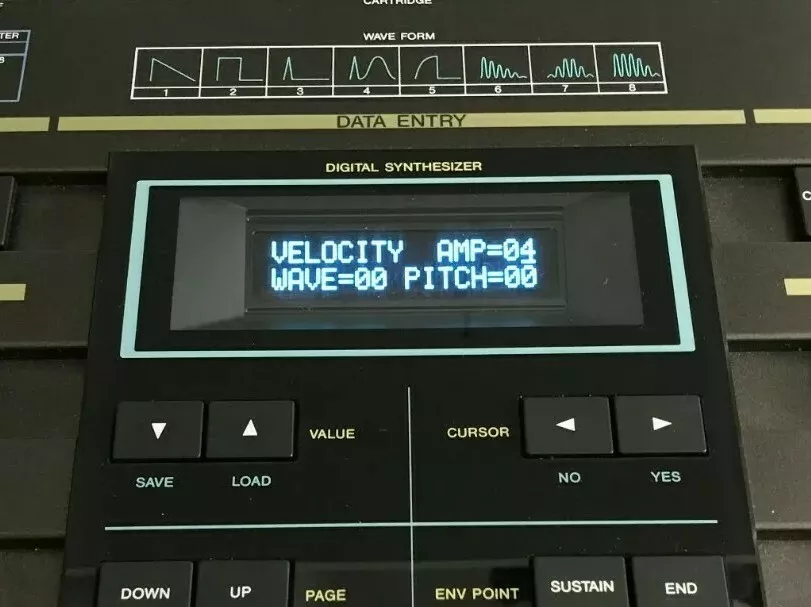 CARTRIDGE
WAVE FORM
1 2 3 4 5 6 7 8
DATA ENTRY
DIGITAL SYNTHESIZER
VELOCITY AMP=04
WAVE=00 PITCH=00
VALUE CURSOR
SAVE LOAD NO YES
DOWN UP PAGE ENV POINT SUSTAIN END